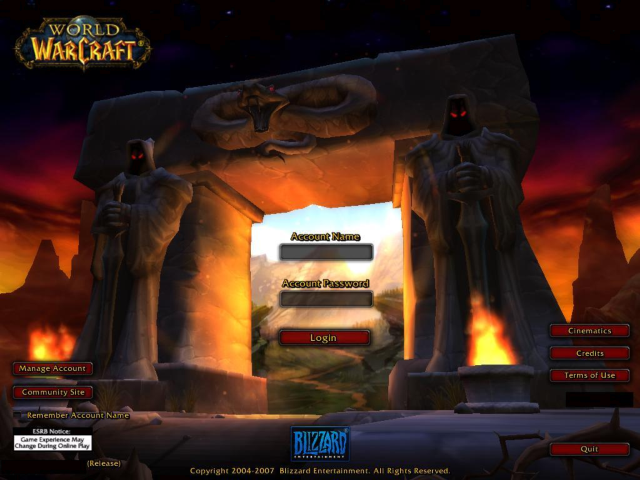 WORLD
WARCRAFT
Account Name
Account Password
Login
Cinematics
Credits
Manage Account
Terms of Use
Community Site
Remember Account Name
ESRB Notice:
Game Experience May
Change During Online Play
Quit
(Release)
BLIZZARD
ENTERTAINMENT
Copyright 2004-2007 Blizzard Entertainment. All Rights Reserved.